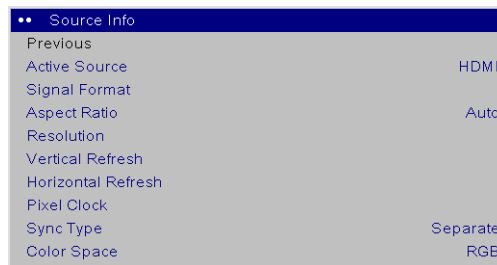 •• Source Info
Previous
Active Source HDMI
Signal Format
Aspect Ratio Auto
Resolution
Vertical Refresh
Horizontal Refresh
Pixel Clock
Sync Type Separate
Color Space RGB